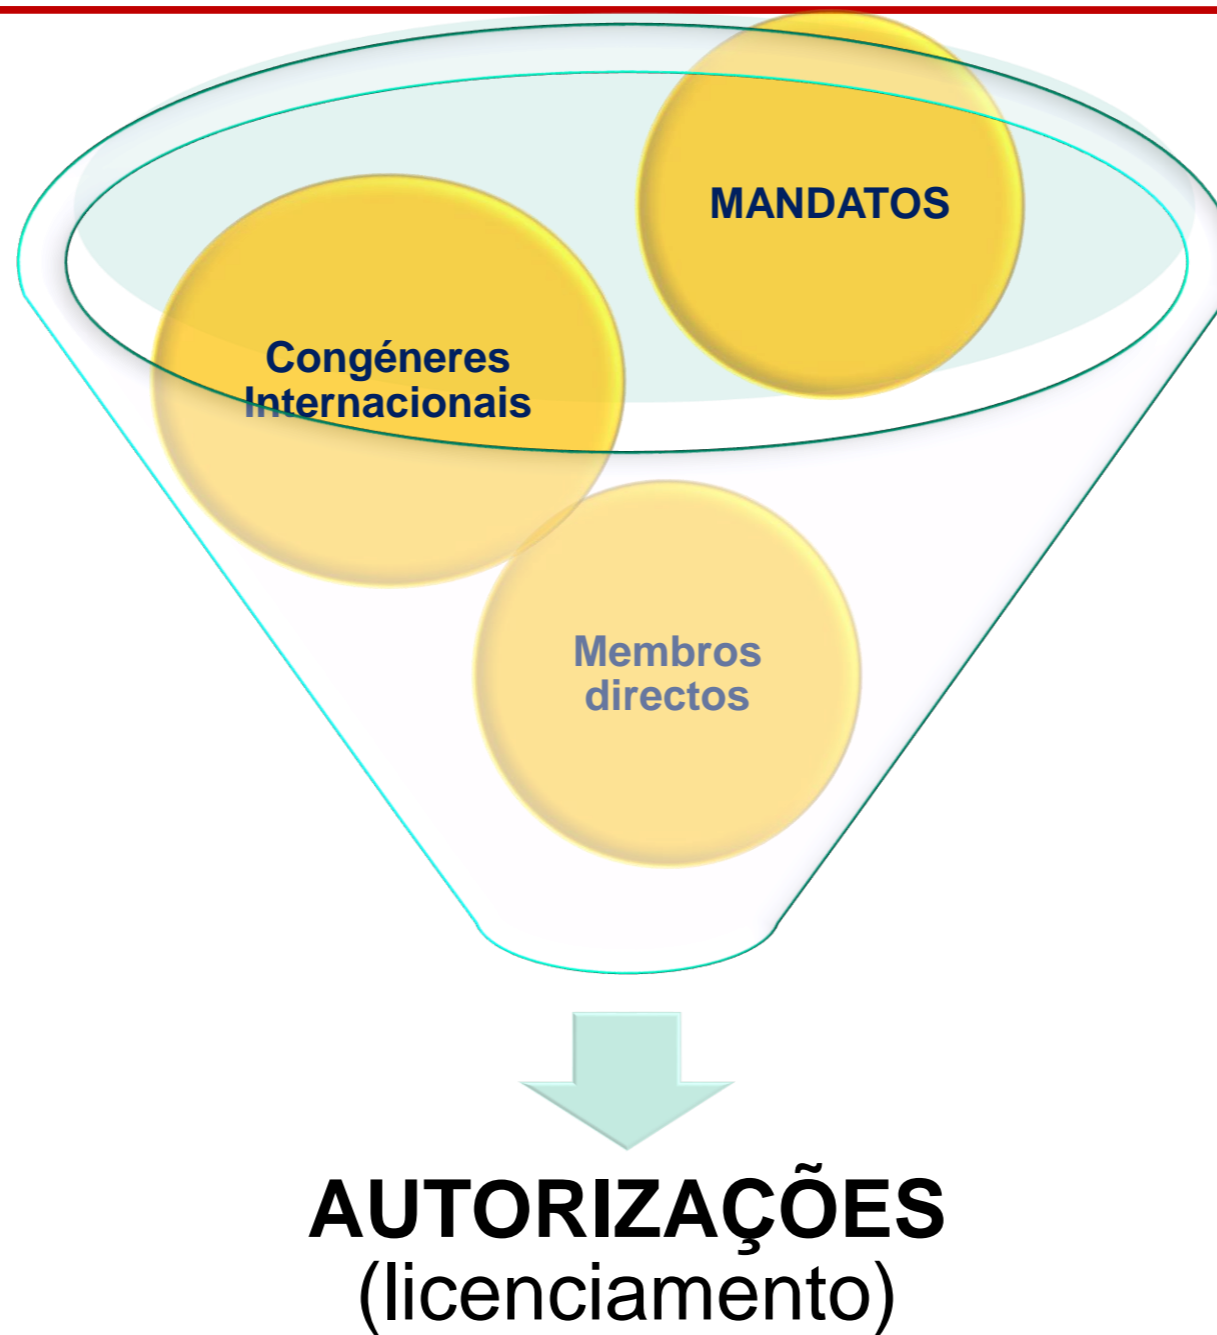 MANDATOS
Congéneres
Internacionais
Membros
directos
AUTORIZAÇÕES
(licenciamento)